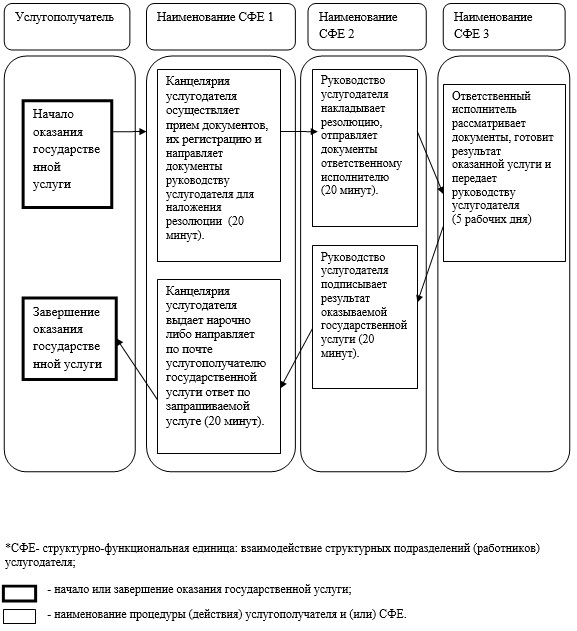 Услугополучатель
Наименование СФЕ 1
Наименование
СФЕ 2
Наименование
СФЕ 3
Начало
оказания
государстве
нной
услуги
Канцелярия
услугодателя
осуществляет
прием документов,
их регистрацию и
направляет
документы
руководству
услугодателя для
наложения
резолюции (20
минут).
Руководство
услугодателя
накладывает
резолюцию,
отправляет
документы
ответственному
исполнителю
(20 минут).
Ответственный
исполнитель
рассматривает
документы, готовит
результат
оказанной услуги и
передает
руководству
услугодателя
(5 рабочих дня)
Руководство
услугодателя
подписывает
результат
оказываемой
государственной
услуги (20
минут).
Канцелярия
услугодателя
выдает нарочно
либо направляет
по почте
услугополучателю
государственной
услуги ответ по
запрашиваемой
услуге (20 минут).
Завершение
оказания
государстве
нной услуги
*СФЕ- структурно-функциональная единица: взаимодействие структурных подразделений (работников)
услугодателя;
- начало или завершение оказания государственной услуги;
- наименование процедуры (действия) услугополучателя и (или) СФЕ.